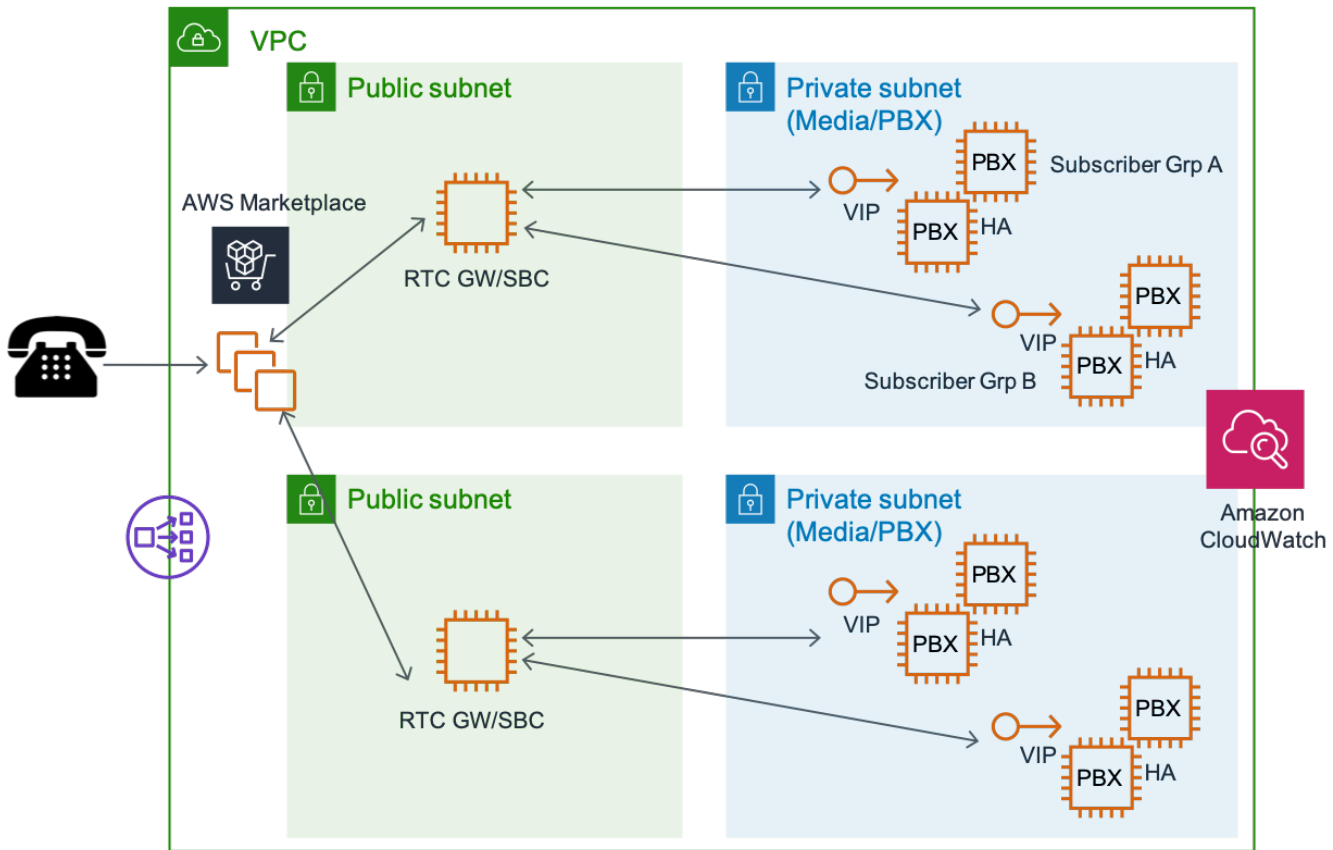 VPC
Public subnet
Private subnet
(Media/PBX)
AWS Marketplace
RTC GW/SBC
VIP
PBX
PBX
HA
Subscriber Grp A
VIP
PBX
PBX
HA
Subscriber Grp B
Amazon
CloudWatch
Public subnet
Private subnet
(Media/PBX)
RTC GW/SBC
VIP
PBX
PBX
HA
VIP
PBX
PBX
HA